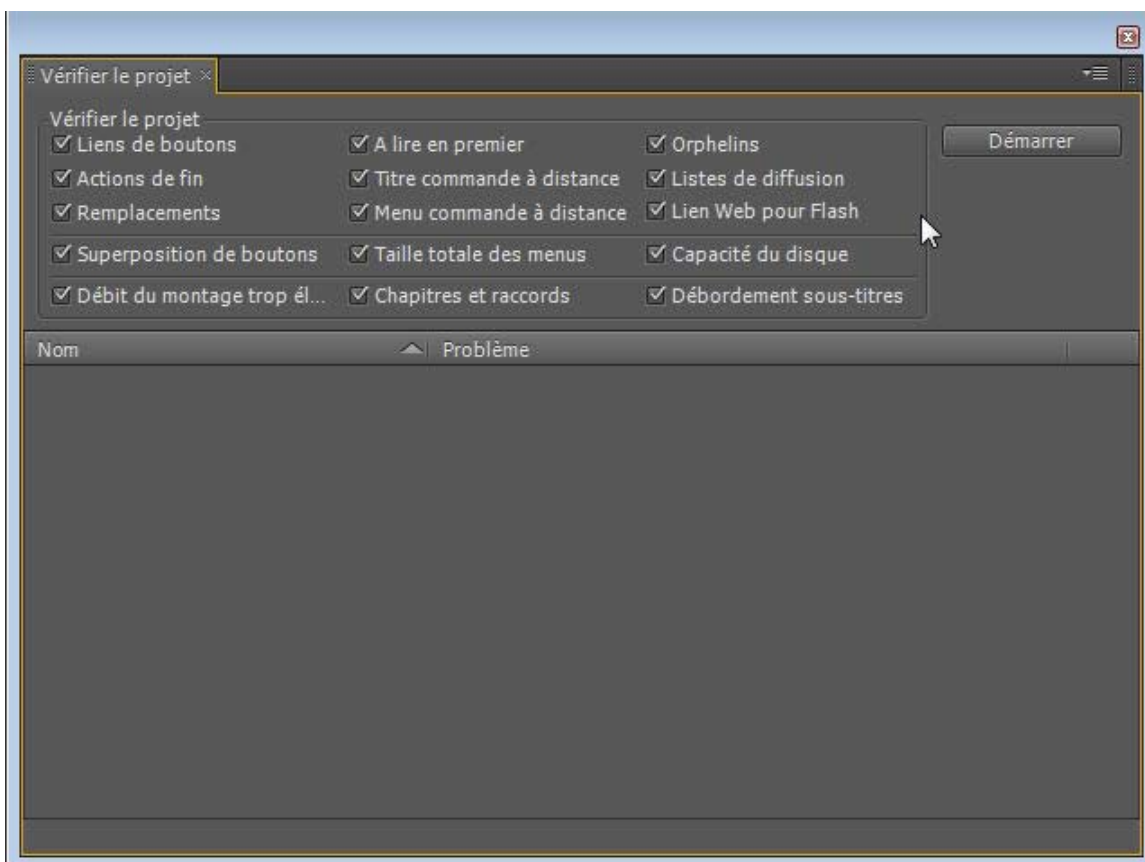 Vérifier le projet
Vérifier le projet
Liens de boutons A lire en premier Orphelins Démarrer
Actions de fin Titre commande à distance Listes de diffusion
Remplacements Menu commande à distance Lien Web pour Flash
Superposition de boutons Taille totale des menus Capacité du disque
Débit du montage trop él... Chapitres et raccords Débordement sous-titres
Nom Problème